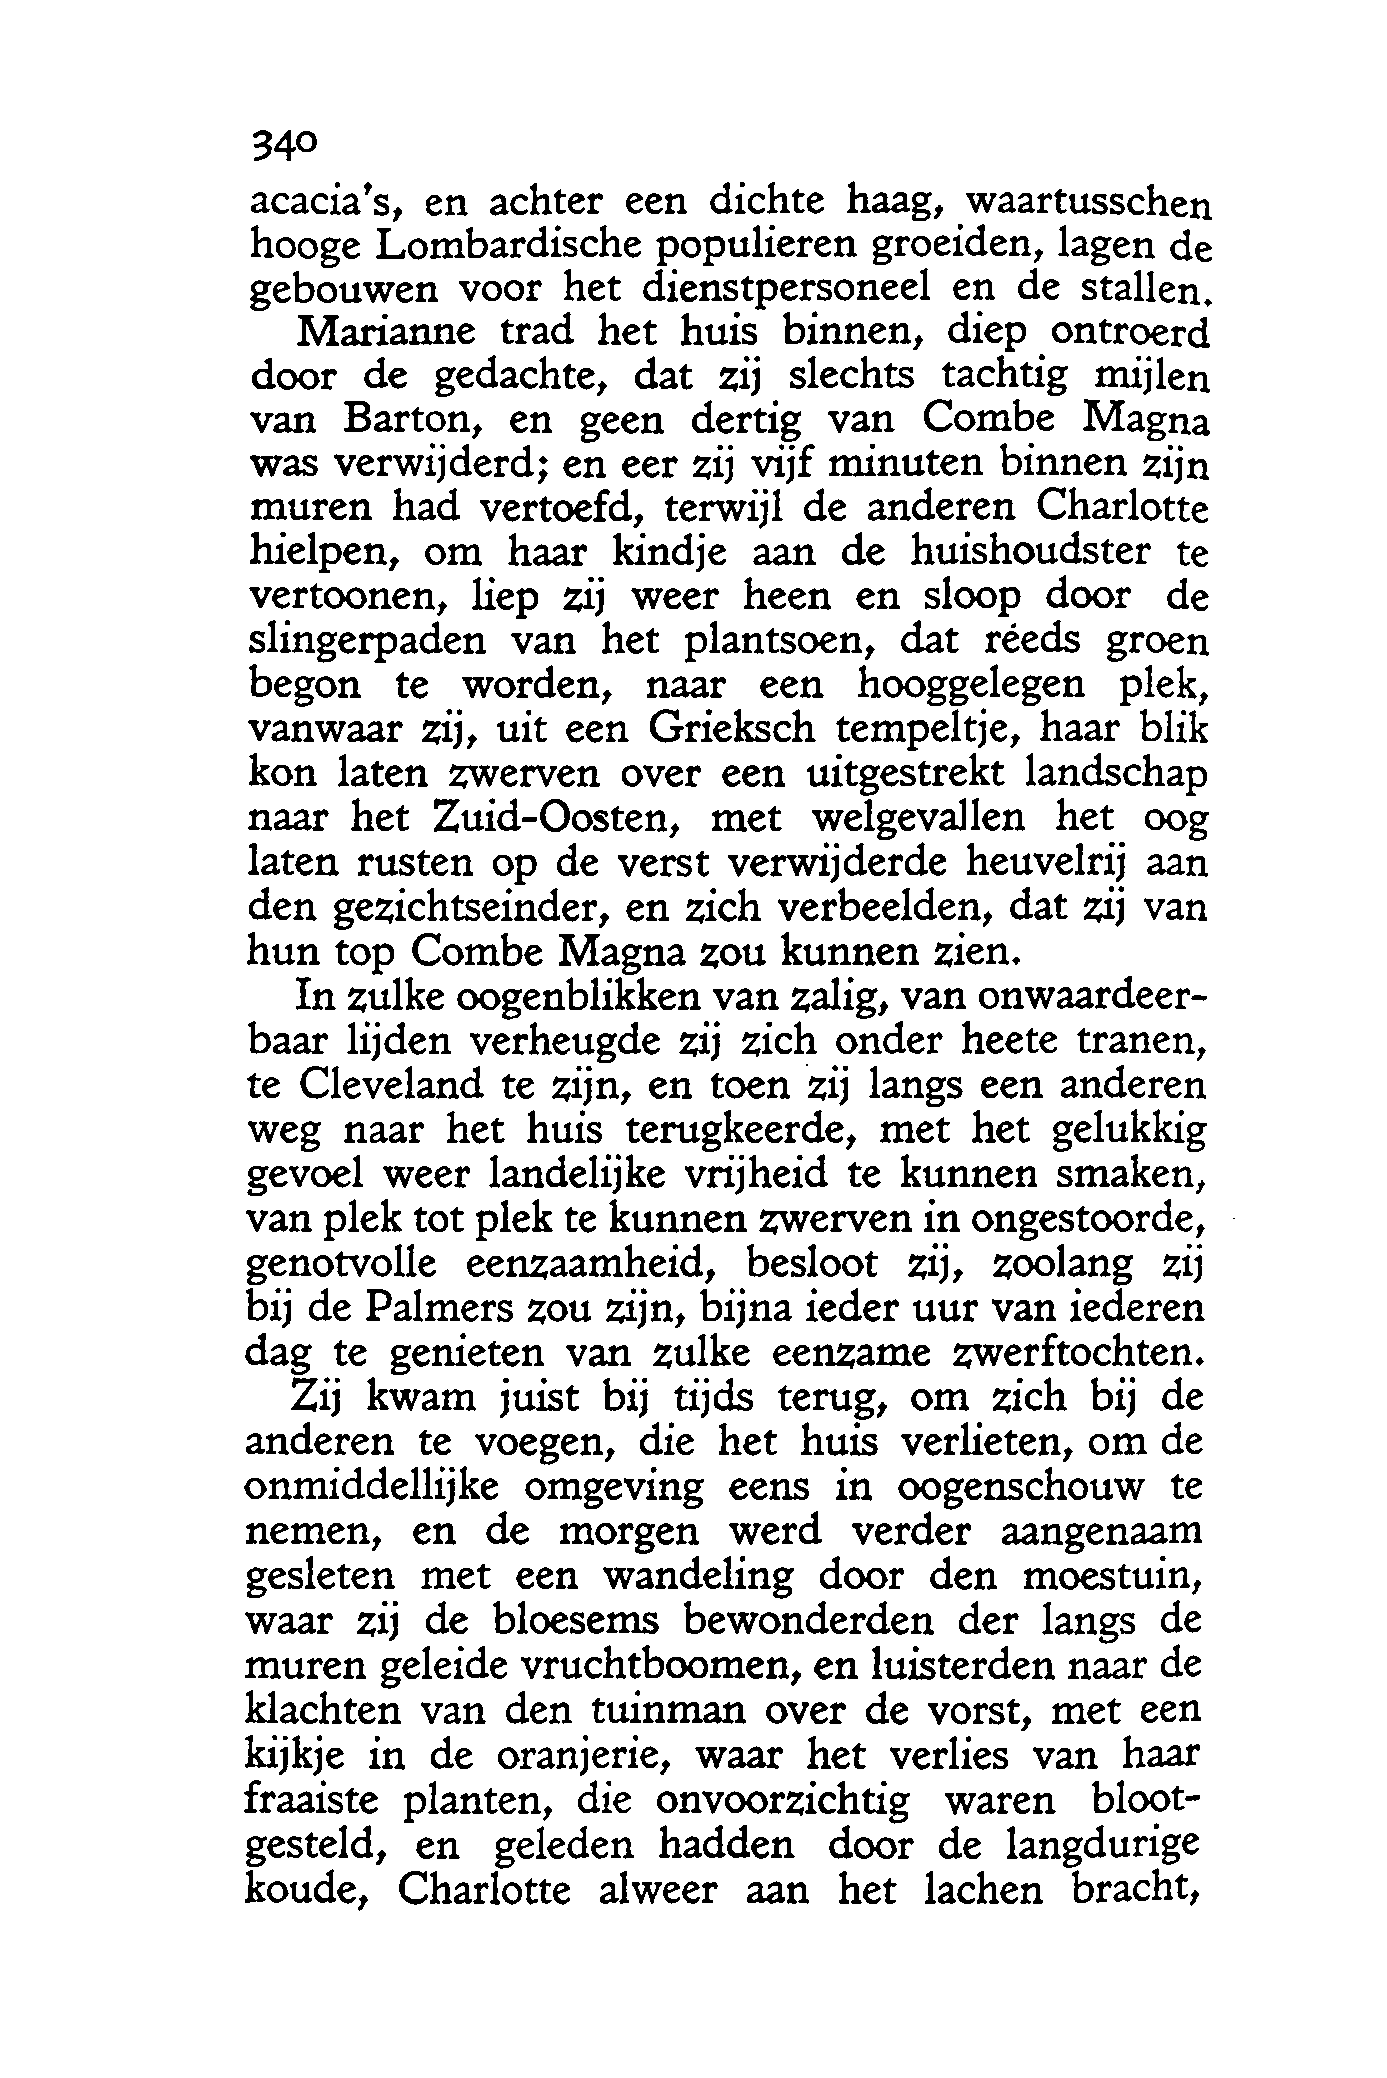 340
acacia's, en achter een dichte haag, waartusschen
hooge Lombardische populieren groeiden, lagen de
gebouwen voor het dienstpersoneel en de stallen.
Marianne trad het huis binnen, diep ontroerd
door de gedachte, dat zij slechts tachtig mijlen
van Barton, en geen dertig van Combe Magna
was verwijderd; en eer zij vijf minuten binnen zijn
muren had vertoefd, terwijl de anderen Charlotte
hielpen, om haar kindje aan de huishoudster te
vertoonen, liep zij weer heen en sloop door de
slingerpaden van het plantsoen, dat réeds groen
begon te worden, naar een hooggelegen plek,
vanwaar zij, uit een Grieksch tempeltje, haar blik
kon laten zwerven over een uitgestrekt landschap
naar het Zuid-Oosten, met welgevallen het oog
laten rusten op de verst verwijderde heuvelrij aan
den gezichtseinder, en zich verbeelden, dat zij van
hun top Combe Magna zou kunnen zien.
In zulke oogenblikken van zalig, van onwaardeer-
baar lijden verheugde zij zich onder heete tranen,
te Cleveland te zijn, en toen zij langs een anderen
weg naar het huis terugkeerde, met het gelukkig
gevoel weer landelijke vrijheid te kunnen smaken,
van plek tot plek te kunnen zwerven in ongestoorde,
genotvolle eenzaamheid, besloot zij, zoolang zij
bij de Palmers zou zijn, bijna ieder uur van iederen
dag te genieten van zulke eenzame zwerftochten.
Zij kwam juist bij tijds terug, om zich bij de
anderen te voegen, die het huis verlieten, om de
onmiddellijke omgeving eens in oogenschouw te
nemen, en de morgen werd verder aangenaam
gesleten met een wandeling door den moestuin,
waar zij de bloesems bewonderden der langs de
muren geleide vruchtboomen, en luisterden naar de
klachten van den tuinman over de vorst, met een
kijkje in de oranjerie, waar het verlies van haar
fraaiste planten, die onvoorzichtig waren bloot-
gesteld, en geleden hadden door de langdurige
koude, Charlotte alweer aan het lachen bracht,